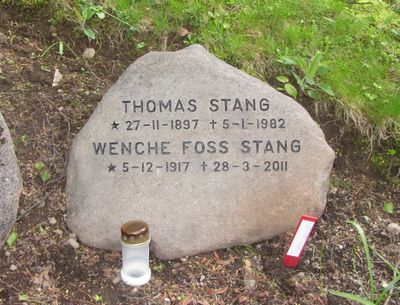 THOMAS STANG
★ 27-11-1897 ✝ 5-1-1982
WENCHE FOSS STANG
★ 5-12-1917 ✝ 28-3-2011